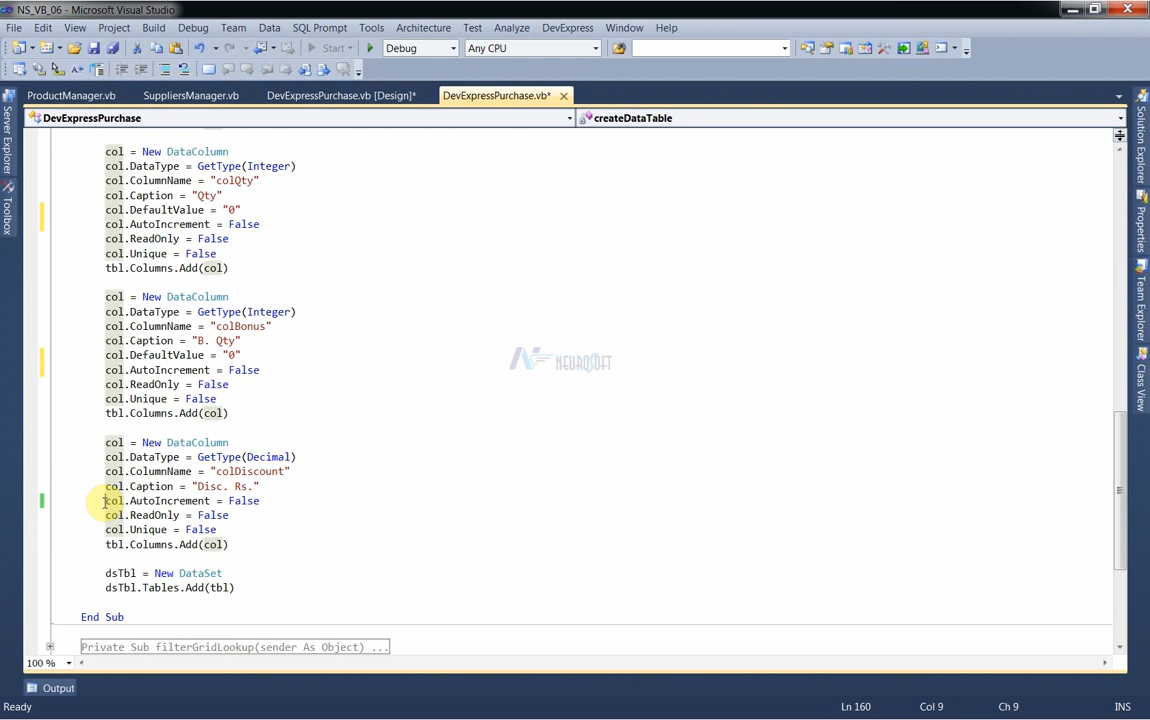 NS_VB_06 - Microsoft Visual Studio
File Edit View Project Build Debug Team Data SQL Prompt Tools Architecture Test Analyze DevExpress Window Help
Start Debug Any CPU
ProductManager.vb SuppliersManager.vb DevExpressPurchase.vb [Design]* DevExpressPurchase.vb*
DevExpressPurchase createDataTable
col = New DataColumn
col.DataType = GetType(Integer)
col.ColumnName = "colQty"
col.Caption = "Qty"
col.DefaultValue = "0"
col.AutoIncrement = False
col.ReadOnly = False
col.Unique = False
tbl.Columns.Add(col)
col = New DataColumn
col.DataType = GetType(Integer)
col.ColumnName = "colBonus"
col.Caption = "B. Qty"
col.DefaultValue = "0"
col.AutoIncrement = False
col.ReadOnly = False
col.Unique = False
tbl.Columns.Add(col)
col = New DataColumn
col.DataType = GetType(Decimal)
col.ColumnName = "colDiscount"
col.Caption = "Disc. Rs."
col.AutoIncrement = False
col.ReadOnly = False
col.Unique = False
tbl.Columns.Add(col)
dsTbl = New DataSet
dsTbl.Tables.Add(tbl)
End Sub
Private Sub filterGridLookup(sender As Object) ...
NEUROSOFT
Server Explorer
Toolbox
Solution Explorer
Properties
Team Explorer
Class View
100 %
Output
Ready Ln 160 Col 9 Ch 9 INS